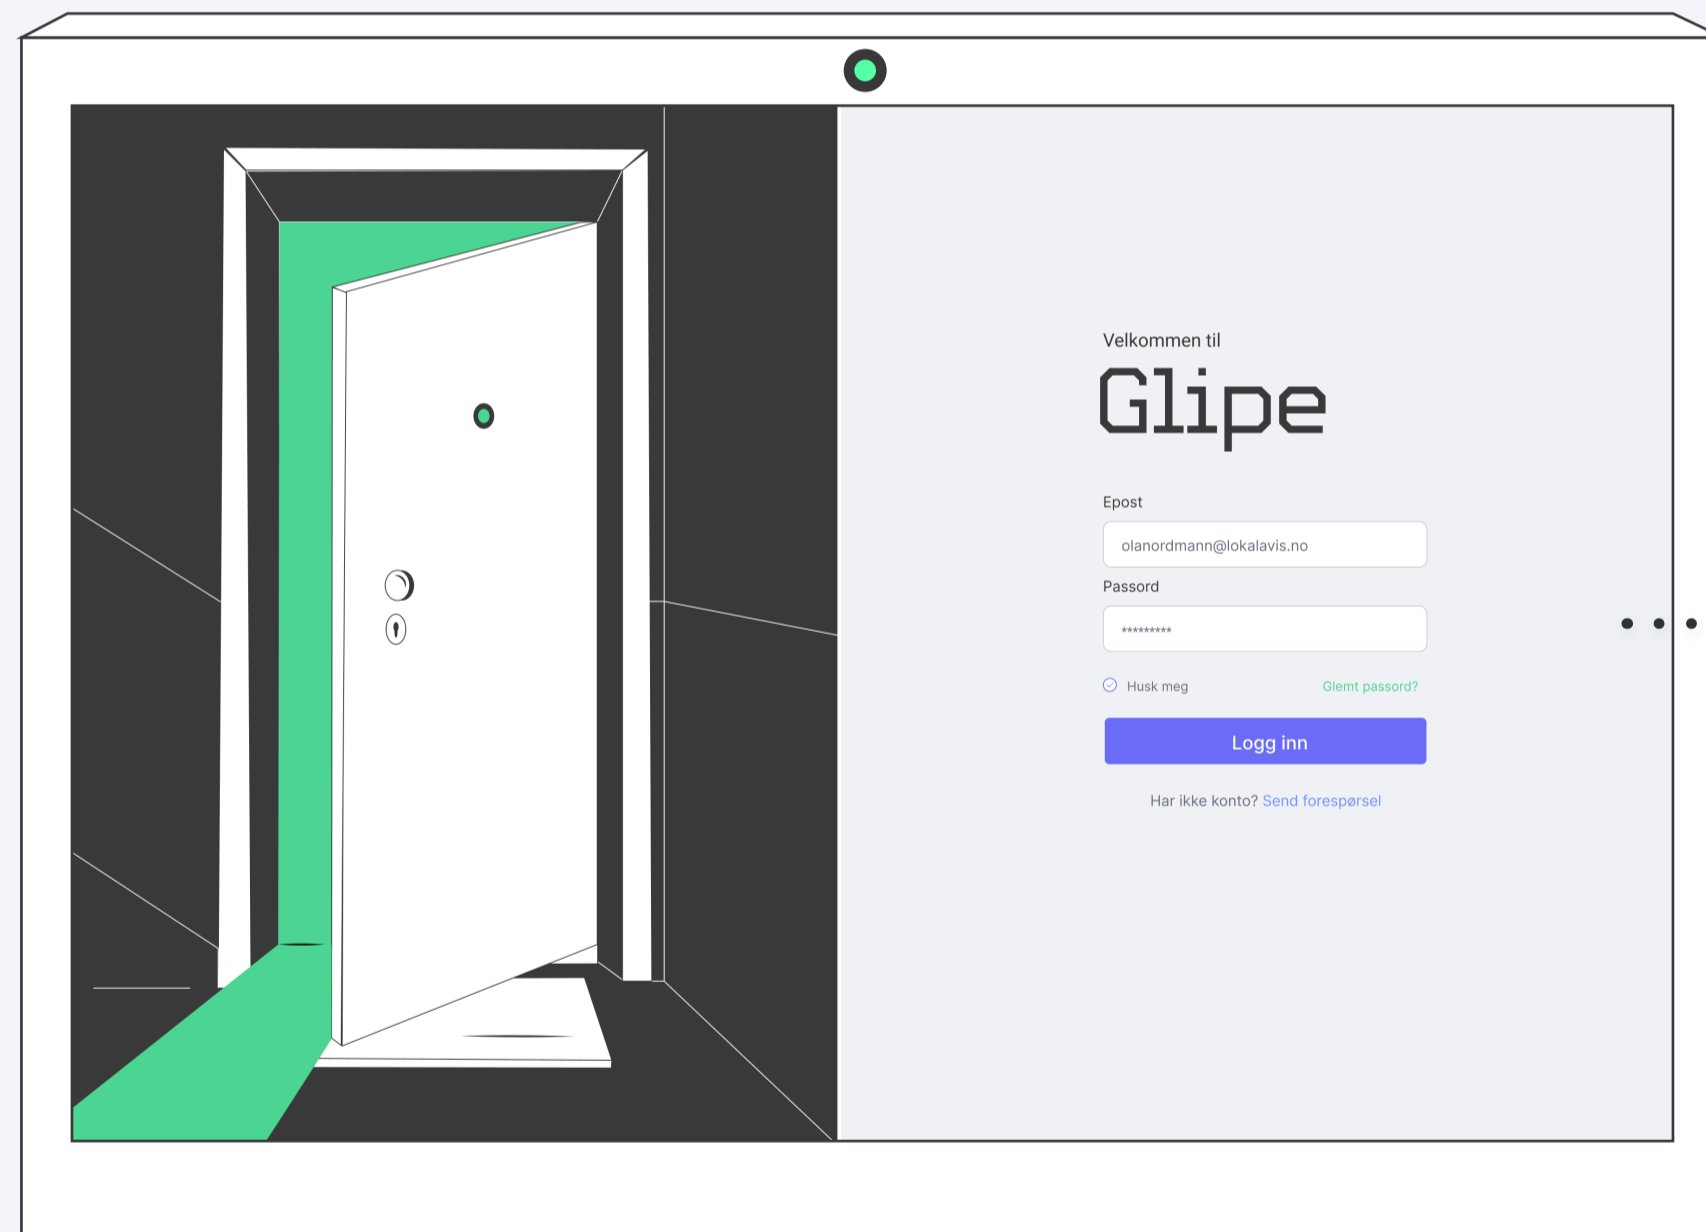 Velkommen til
Glipe
Epost
olanordmann@lokalavis.no
Passord
*********
Husk meg
Glemt passord?
Logg inn
Har ikke konto? Send forespørsel